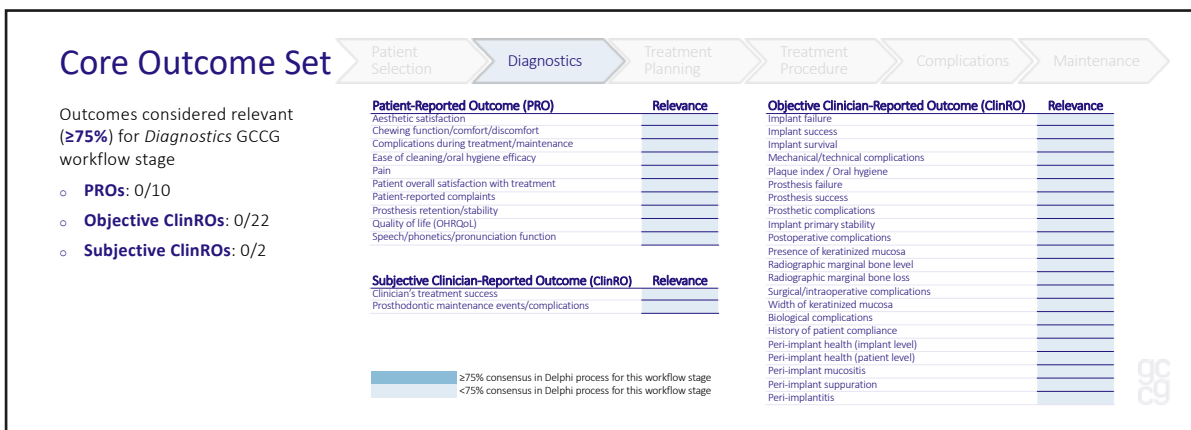 Core Outcome Set
Patient
Selection
Diagnostics
Treatment
Planning
Treatment
Procedure
Complications
Maintenance
Outcomes considered relevant
(≥75%) for Diagnostics GCCG
workflow stage
o PROs: 0/10
o Objective ClinROs: 0/22
o Subjective ClinROs: 0/2
Patient-Reported Outcome (PRO) Relevance
Aesthetic satisfaction
Chewing function/comfort/discomfort
Complications during treatment/maintenance
Ease of cleaning/oral hygiene efficacy
Pain
Patient overall satisfaction with treatment
Patient-reported complaints
Prosthesis retention/stability
Quality of life (OHRQoL)
Speech/phonetics/pronunciation function
Subjective Clinician-Reported Outcome (ClinRO) Relevance
Clinician's treatment success
Prosthodontic maintenance events/complications
≥75% consensus in Delphi process for this workflow stage
<75% consensus in Delphi process for this workflow stage
Objective Clinician-Reported Outcome (ClinRO) Relevance
Implant failure
Implant success
Implant survival
Mechanical/technical complications
Plaque index / Oral hygiene
Prosthesis failure
Prosthesis success
Prosthetic complications
Implant primary stability
Postoperative complications
Presence of keratinized mucosa
Radiographic marginal bone level
Radiographic marginal bone loss
Surgical/intraoperative complications
Width of keratinized mucosa
Biological complications
History of patient compliance
Peri-implant health (implant level)
Peri-implant health (patient level)
Peri-implant mucositis
Peri-implant suppuration
Peri-implantitis
gc
cg